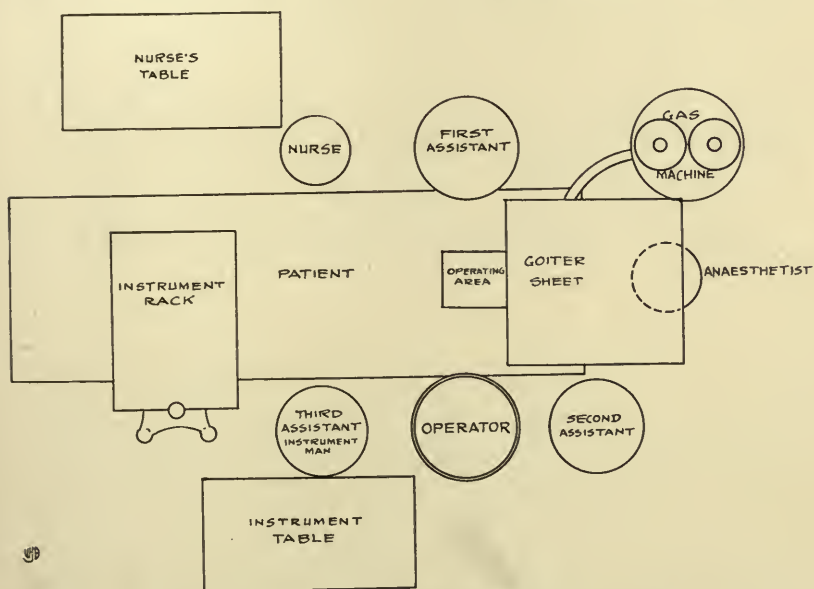 NURSE'S
TABLE
NURSE
FIRST
ASSISTANT
GAS
MACHINE
INSTRUMENT
RACK
PATIENT
OPERATING
AREA
GOITER
SHEET
ANAESTHETIST
THIRD
ASSISTANT
INSTRUMENT
MAN
OPERATOR
SECOND
ASSISTANT
INSTRUMENT
TABLE